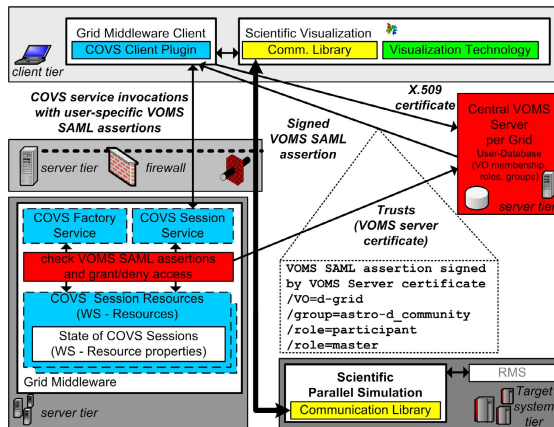 Grid Middleware Client
COVS Client Plugin
Scientific Visualization
Comm. Library
Visualization Technology
client tier
COVS service invocations
with user-specific VOMS
SAML assertions
Signed
VOMS SAML
assertion
X.509
certificate
Central VOMS
Server
per Grid
User-Database
(VO membership,
roles, groups)
server tier
server tier
firewall
Trusts
(VOMS server
certificate)
COVS Factory
Service
COVS Session
Service
check VOMS SAML assertions
and grant/deny access
COVS Session Resources
(WS - Resources)
State of COVS Sessions
(WS - Resource properties)
Grid Middleware
server tier
VOMS SAML assertion signed
by VOMS Server certificate
/VO=d-grid
/group=astro-d_community
/role=participant
/role=master
Scientific
Parallel Simulation
Communication Library
RMS
Target
system
tier